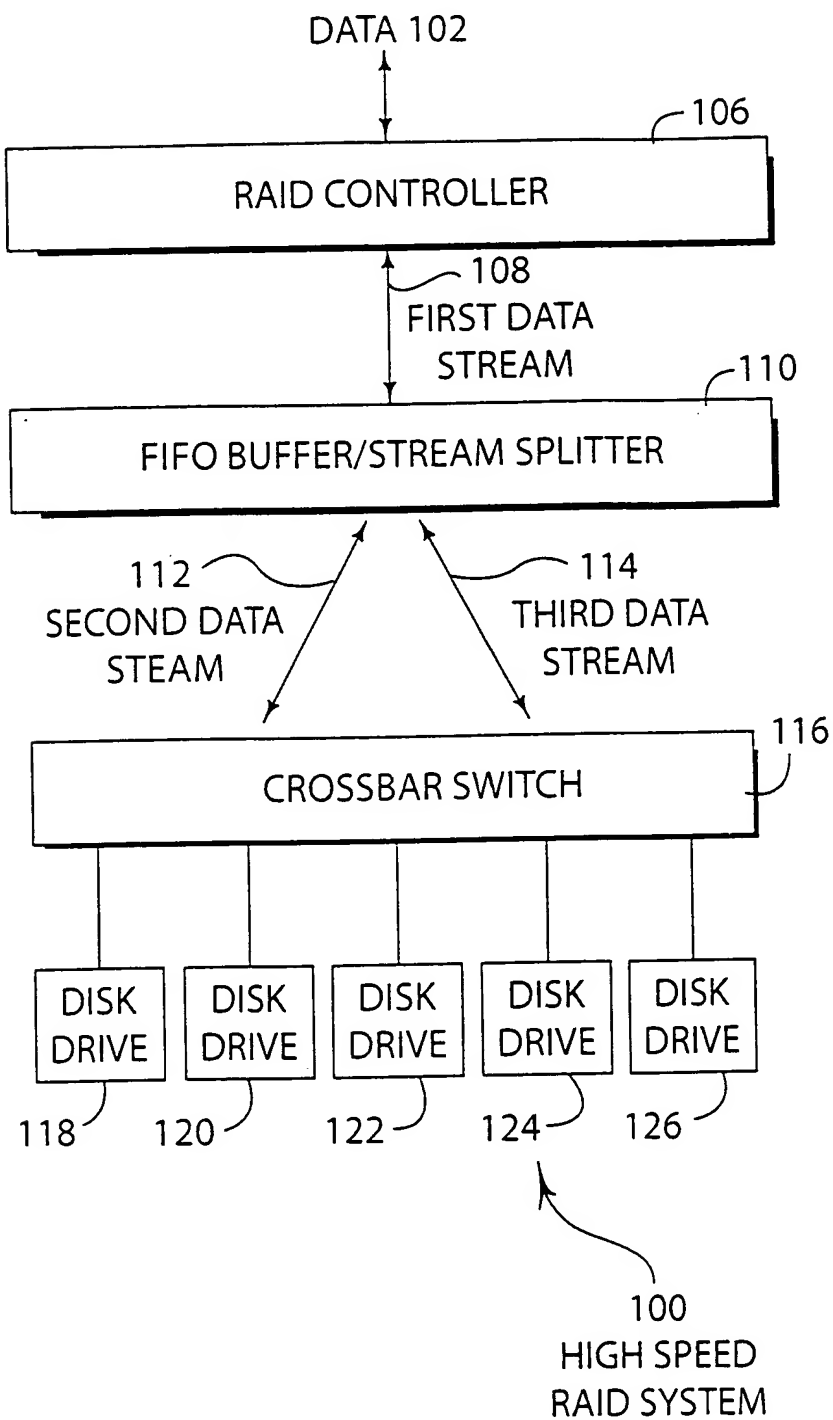 DATA 102
106
RAID CONTROLLER
108
FIRST DATA
STREAM
110
FIFO BUFFER/STREAM SPLITTER
112
SECOND DATA
STEAM
114
THIRD DATA
STREAM
116
CROSSBAR SWITCH
DISK
DRIVE
DISK
DRIVE
DISK
DRIVE
DISK
DRIVE
DISK
DRIVE
118
120
122
124
126
100
HIGH SPEED
RAID SYSTEM